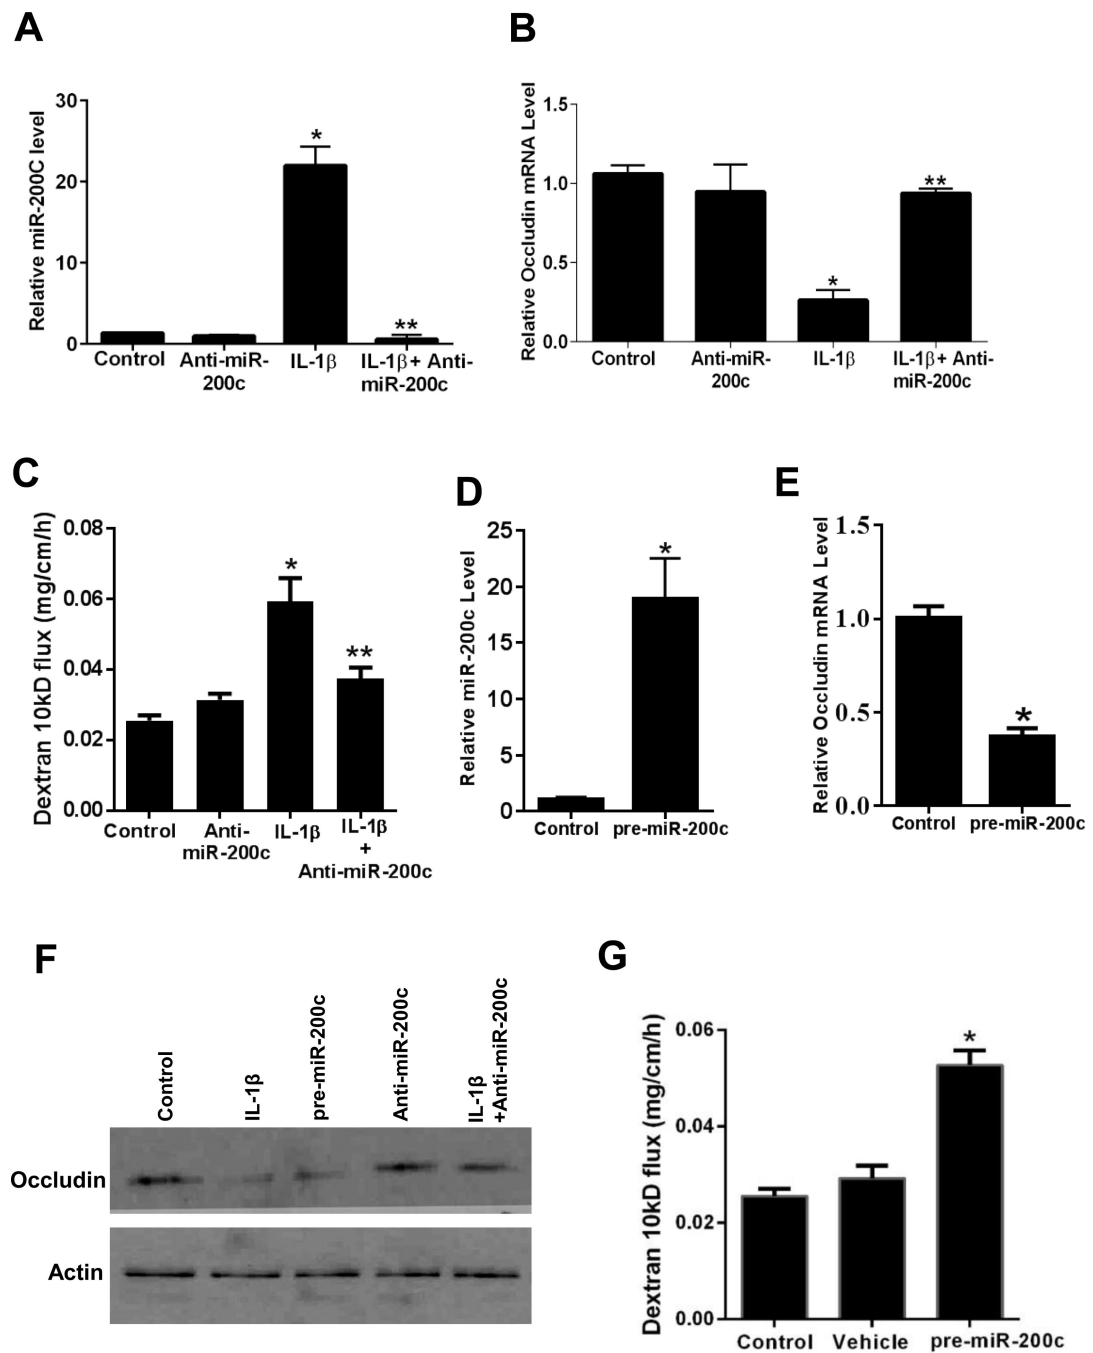 A
Relative miR-200C level
30
20
10
0
*
**
Control
Anti-miR-
200c
IL-1β
IL-1β+ Anti-
miR-200c
B
Relative Occludin mRNA Level
1.5
1.0
0.5
0.0
*
**
Control
Anti-miR-
200c
IL-1β
IL-1β+ Anti-
miR-200c
C
Dextran 10kD flux (mg/cm/h)
0.08
0.06
0.04
0.02
0.00
*
**
Control
Anti-
miR-200c
IL-1β
IL-1β
+
Anti-miR-200c
D
Relative miR-200c Level
25
20
15
10
5
0
*
Control
pre-miR-200c
E
Relative Occludin mRNA Level
1.5
1.0
0.5
0.0
*
Control
pre-miR-200c
F
Control
IL-1β
pre-miR-200c
Anti-miR-200c
IL-1β
+Anti-miR-200c
Occludin
Actin
G
Dextran 10kD flux (mg/cm/h)
0.06
0.04
0.02
0.00
*
Control
Vehicle
pre-miR-200c